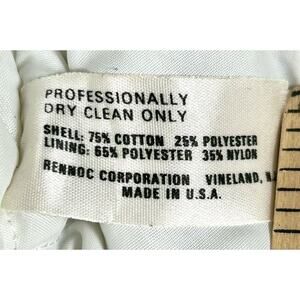 PROFESSIONALLY
DRY CLEAN ONLY
SHELL: 75% COTTON 25% POLYESTER
LINING: 65% POLYESTER 35% NYLON
RENNOC CORPORATION VINELAND, N.
MADE IN U.S.A.